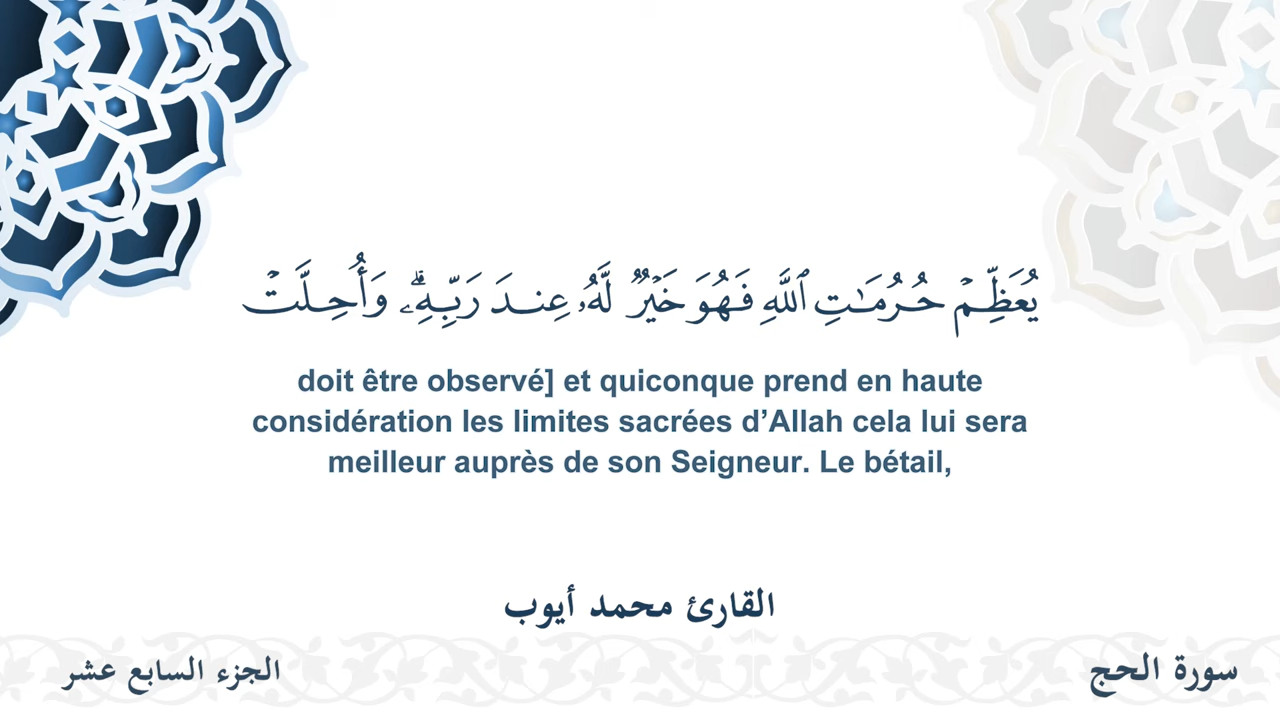 يُعَظِّمۡ حُرُمَٰتِ ٱللَّهِ فَهُوَ خَيۡرٞ لَّهُۥ عِندَ رَبِّهِۦۗ وَأُحِلَّتۡ
doit être observé] et quiconque prend en haute
considération les limites sacrées d’Allah cela lui sera
meilleur auprès de son Seigneur. Le bétail,
القارئ محمد أيوب
سورة الحج
الجزء السابع عشر